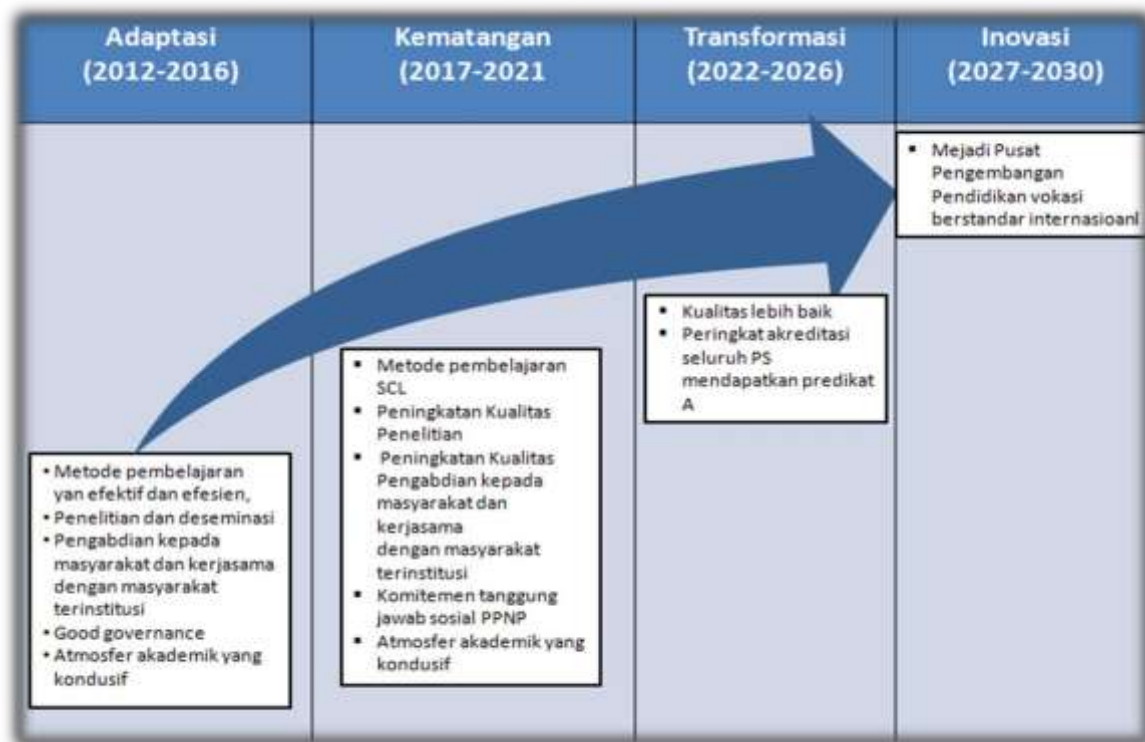 Adaptasi
(2012-2016)
Kematangan
(2017-2021
Transformasi
(2022-2026)
Inovasi
(2027-2030)
• Metode pembelajaran
yan efektif dan efesien,
• Penelitian dan deseminasi
• Pengabdian kepada
masyarakat dan kerjasama
dengan masyarakat
terinstitusi
• Good governance
• Atmosfer akademik yang
kondusif
▪ Metode pembelajaran
SCL
▪ Peningkatan Kualitas
Penelitian
▪ Peningkatan Kualitas
Pengabdian kepada
masyarakat dan
kerjasama
dengan masyarakat
terinstitusi
▪ Komitemen tanggung
jawab sosial PPNP
▪ Atmosfer akademik yang
kondusif
▪ Kualitas lebih baik
▪ Peringkat akreditasi
seluruh PS
mendapatkan predikat
A
▪ Mejadi Pusat
Pengembangan
Pendidikan vokasi
berstandar internasioanl